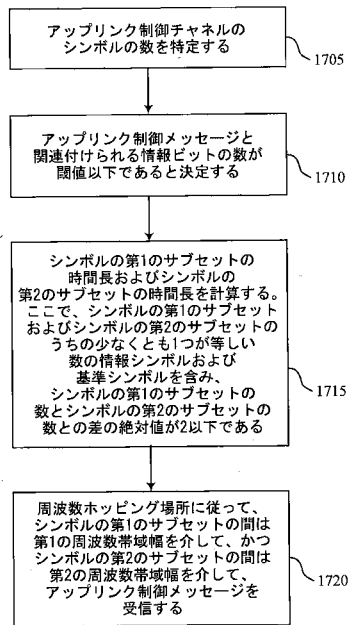 アップリンク制御チャネルの
シンボルの数を特定する
1705
アップリンク制御メッセージと
関連付けられる情報ビットの数が
閾値以下であると決定する
1710
シンボルの第1のサブセットの
時間長およびシンボルの
第2のサブセットの時間長を計算する。
ここで、シンボルの第1のサブセット
およびシンボルの第2のサブセットの
うちの少なくとも1つが等しい
数の情報シンボルおよび
基準シンボルを含み、
シンボルの第1のサブセットの
数とシンボルの第2のサブセットの
数との差の絶対値が2以下である
1715
周波数ホッピング場所に従って、
シンボルの第1のサブセットの間は
第1の周波数帯域幅を介して、かつ
シンボルの第2のサブセットの間は
第2の周波数帯域幅を介して、
アップリンク制御メッセージを
受信する
1720